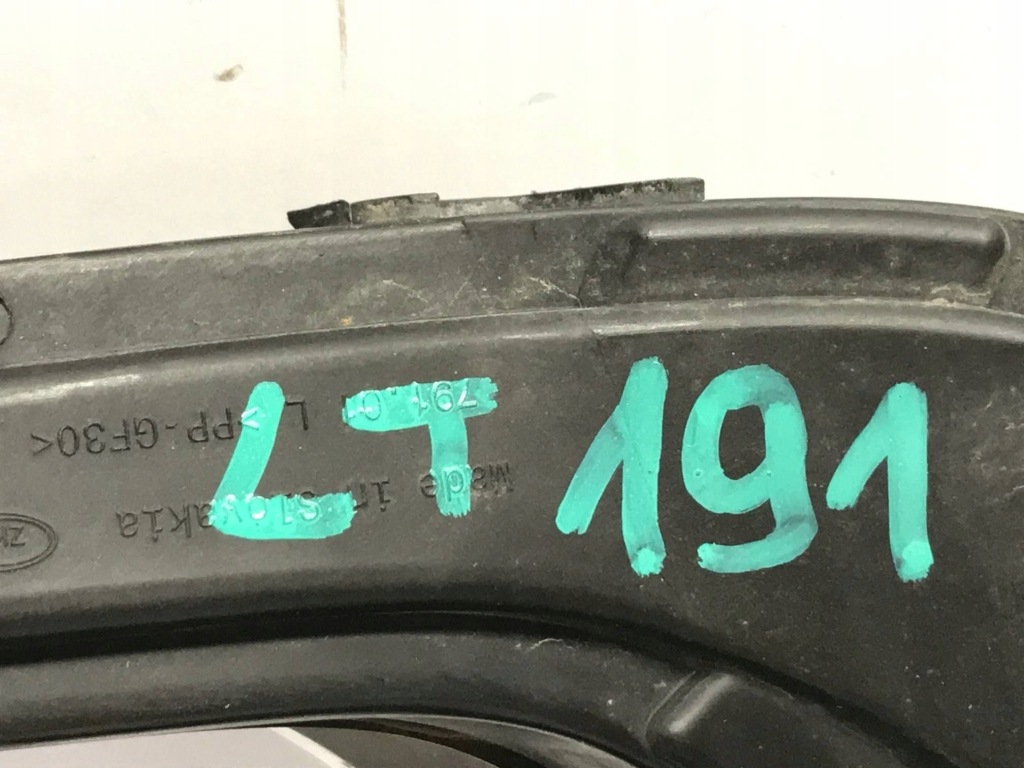 LT 191
Made in Slovakia
L >PP-GF30<